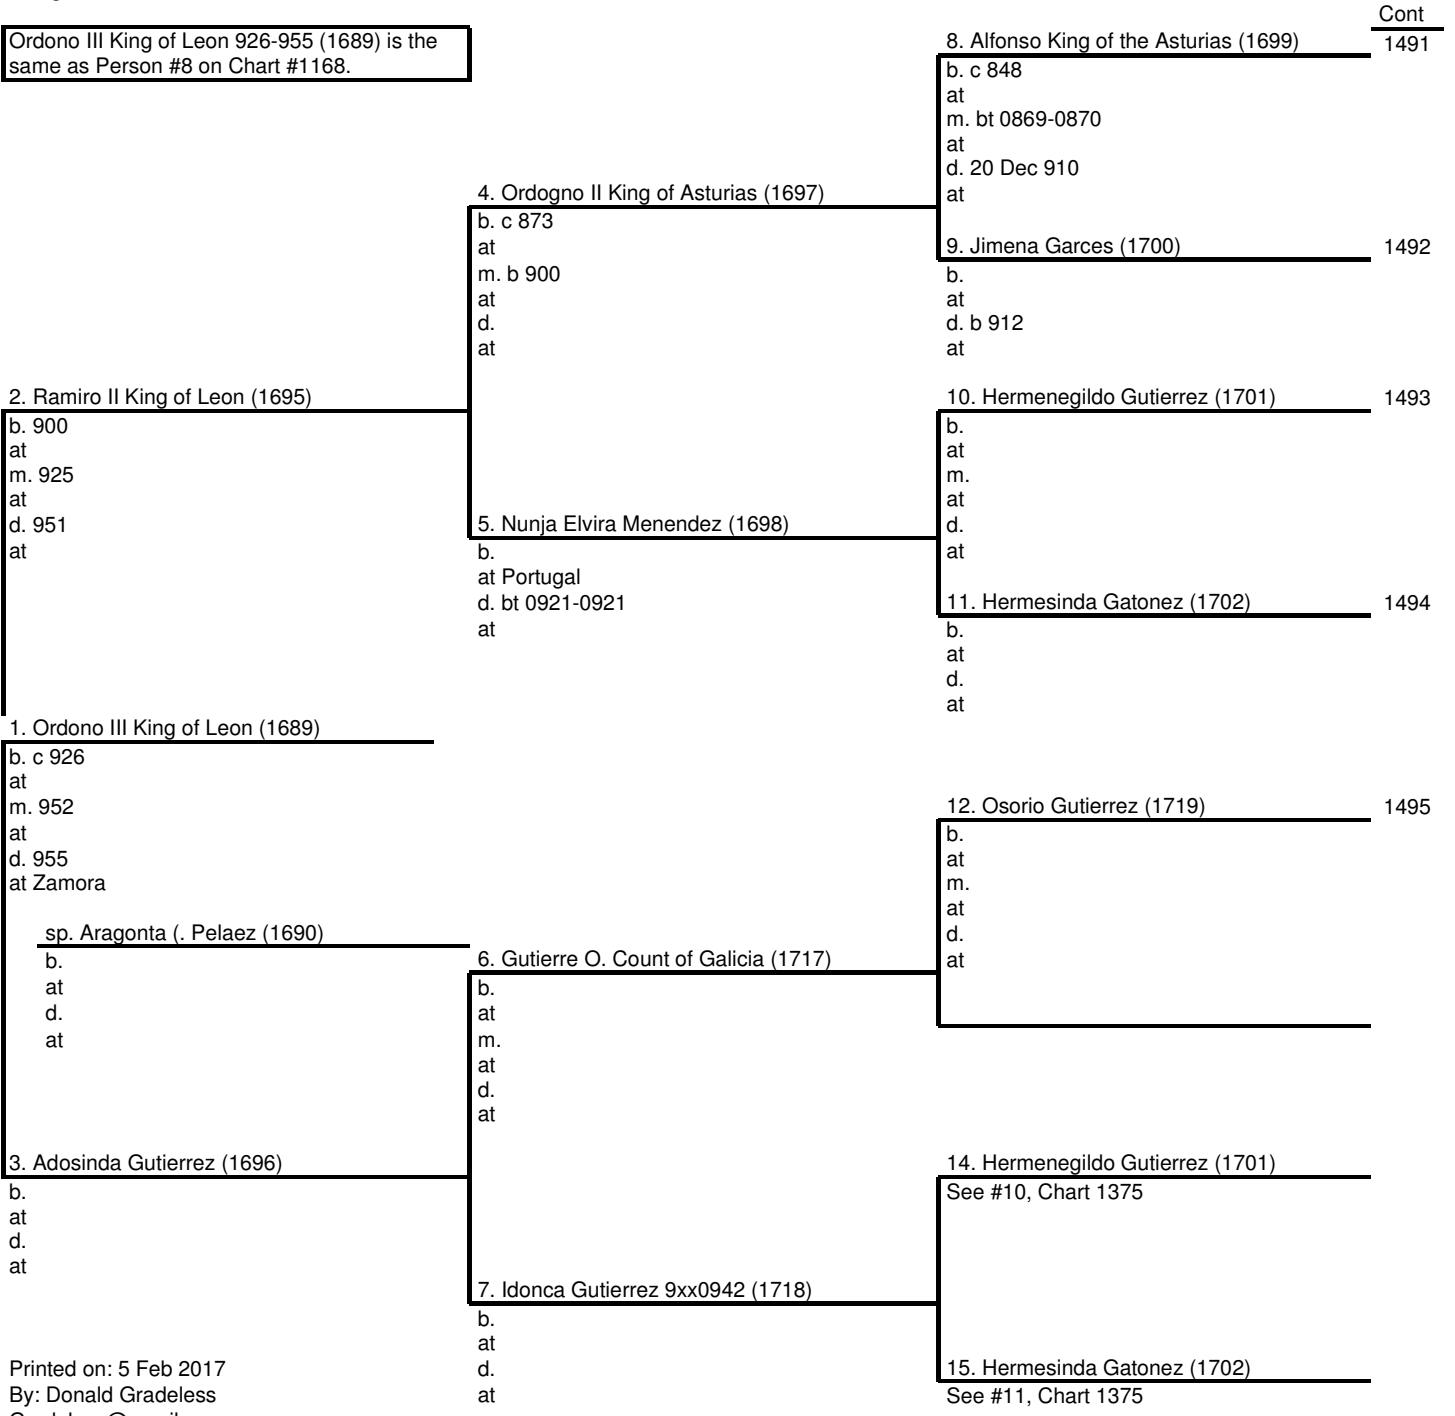 Cont
Ordono III King of Leon 926-955 (1689) is the
same as Person #8 on Chart #1168.
8. Alfonso King of the Asturias (1699)
1491
b. c 848
at
m. bt 0869-0870
at
d. 20 Dec 910
at
4. Ordogno II King of Asturias (1697)
b. c 873
at
m. b 900
at
d.
at
9. Jimena Garces (1700)
1492
b.
at
d. b 912
at
2. Ramiro II King of Leon (1695)
b. 900
at
m. 925
at
d. 951
at
10. Hermenegildo Gutierrez (1701)
1493
b.
at
m.
at
d.
at
5. Nunja Elvira Menendez (1698)
b.
at Portugal
d. bt 0921-0921
at
11. Hermesinda Gatonez (1702)
1494
b.
at
d.
at
1. Ordono III King of Leon (1689)
b. c 926
at
m. 952
at
d. 955
at Zamora
12. Osorio Gutierrez (1719)
1495
b.
at
m.
at
d.
at
sp. Aragonta (. Pelaez (1690)
b.
at
d.
at
6. Gutierre O. Count of Galicia (1717)
b.
at
m.
at
d.
at
3. Adosinda Gutierrez (1696)
b.
at
d.
at
14. Hermenegildo Gutierrez (1701)
See #10, Chart 1375
7. Idonca Gutierrez 9xx0942 (1718)
b.
at
d.
at
15. Hermesinda Gatonez (1702)
See #11, Chart 1375
Printed on: 5 Feb 2017
By: Donald Gradeless